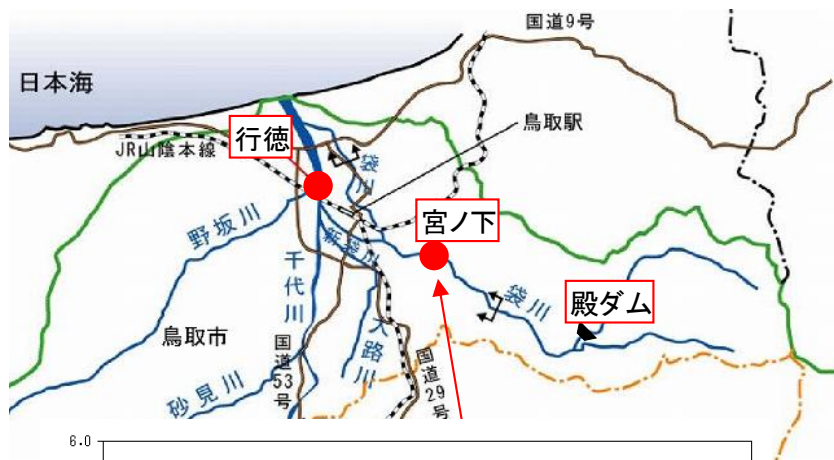 国道9号
日本海
鳥取駅
行徳
JR山陰本線
袋川
宮ノ下
野坂川
新袋川
千代川
袋川
殿ダム
鳥取市
大路川
国道53号
国道29号
砂見川
6.0